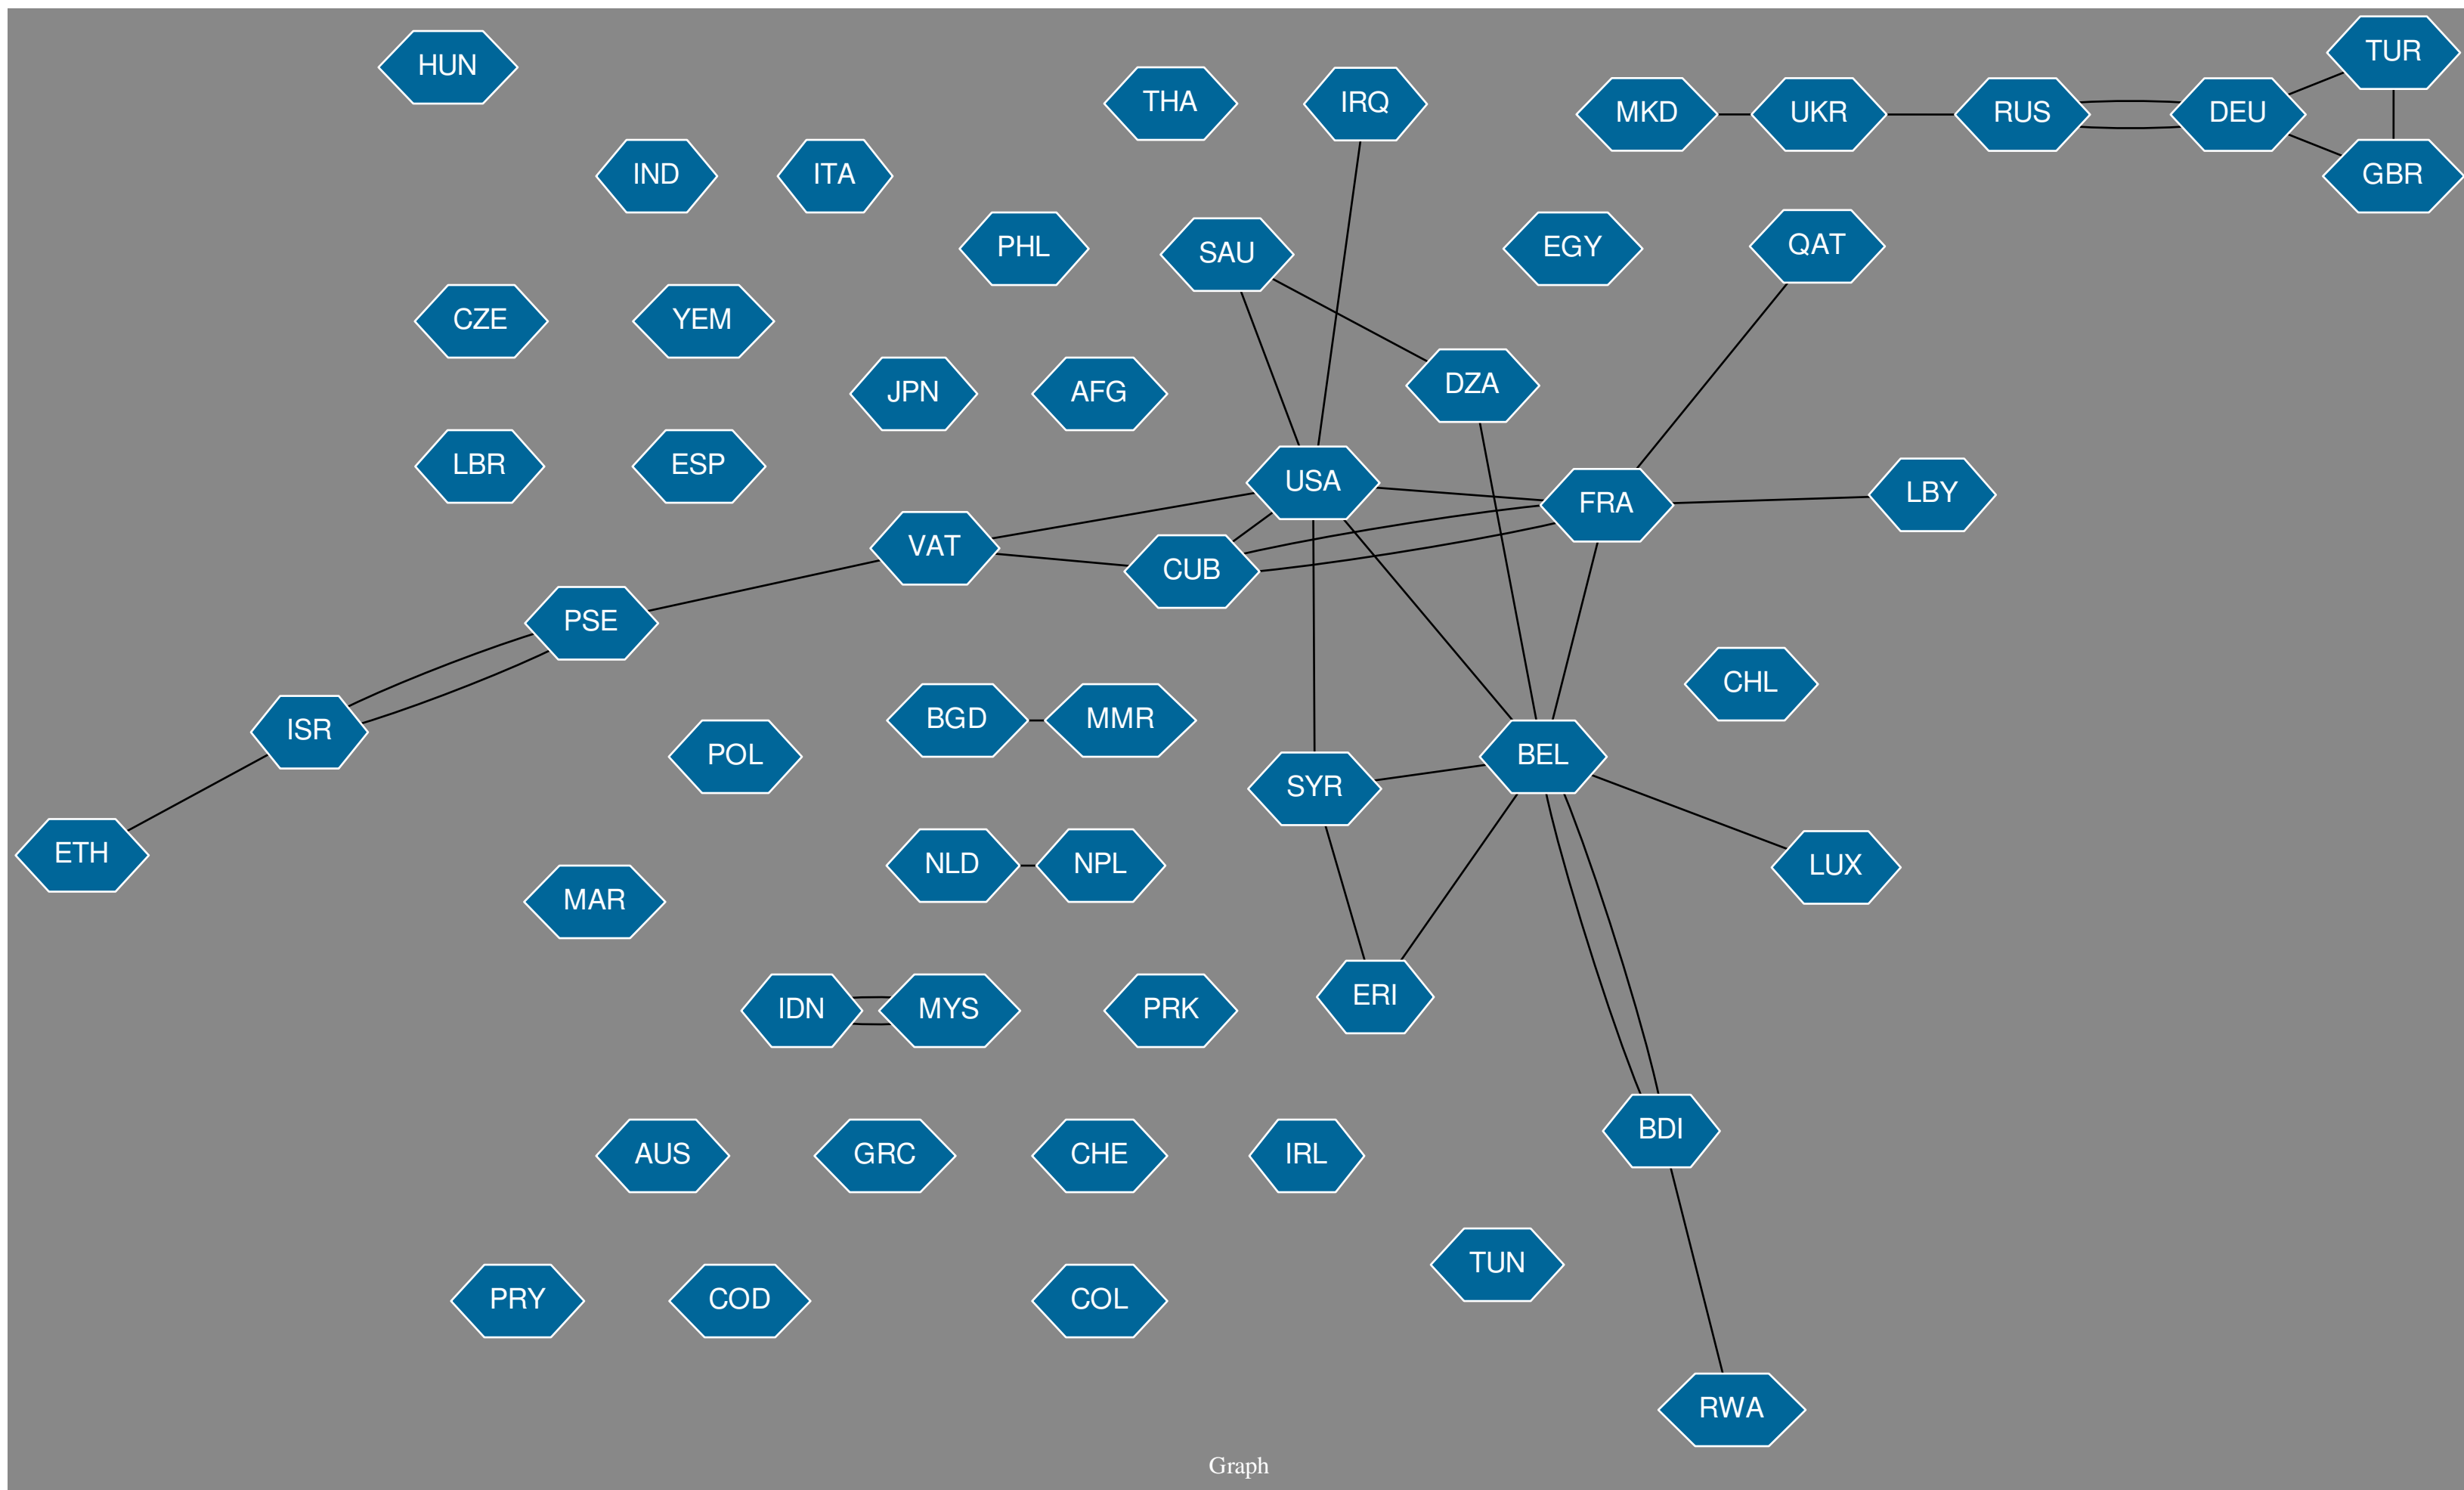 HUN
TUR
THA
IRQ
MKD
UKR
RUS
DEU
IND
ITA
GBR
PHL
SAU
EGY
QAT
CZE
YEM
JPN
AFG
DZA
LBR
ESP
USA
FRA
LBY
VAT
CUB
PSE
CHL
ISR
BGD
MMR
POL
SYR
BEL
ETH
NLD
NPL
LUX
MAR
IDN
MYS
PRK
ERI
BDI
AUS
GRC
CHE
IRL
TUN
PRY
COD
COL
RWA
Graph